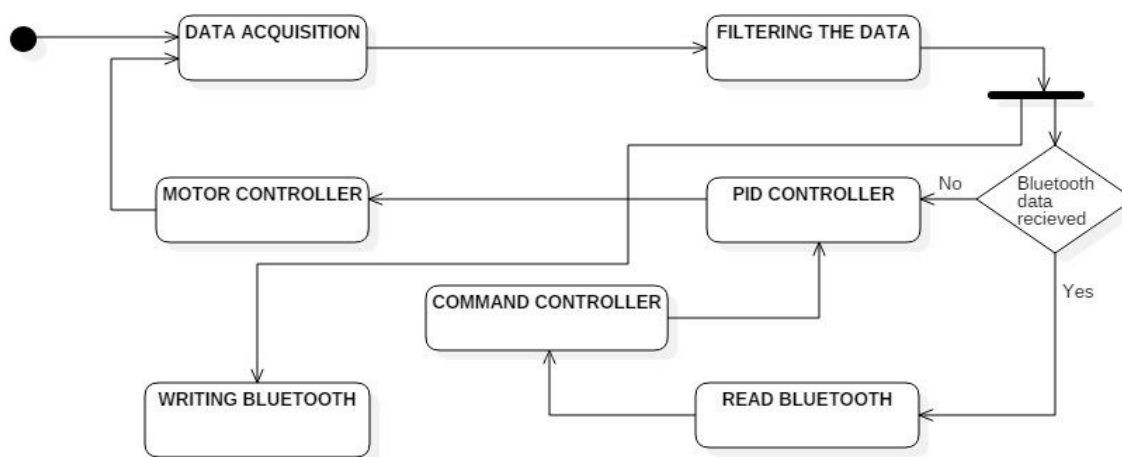 DATA ACQUISITION
FILTERING THE DATA
MOTOR CONTROLLER
PID CONTROLLER
No
Bluetooth
data
recieved
COMMAND CONTROLLER
Yes
WRITING BLUETOOTH
READ BLUETOOTH